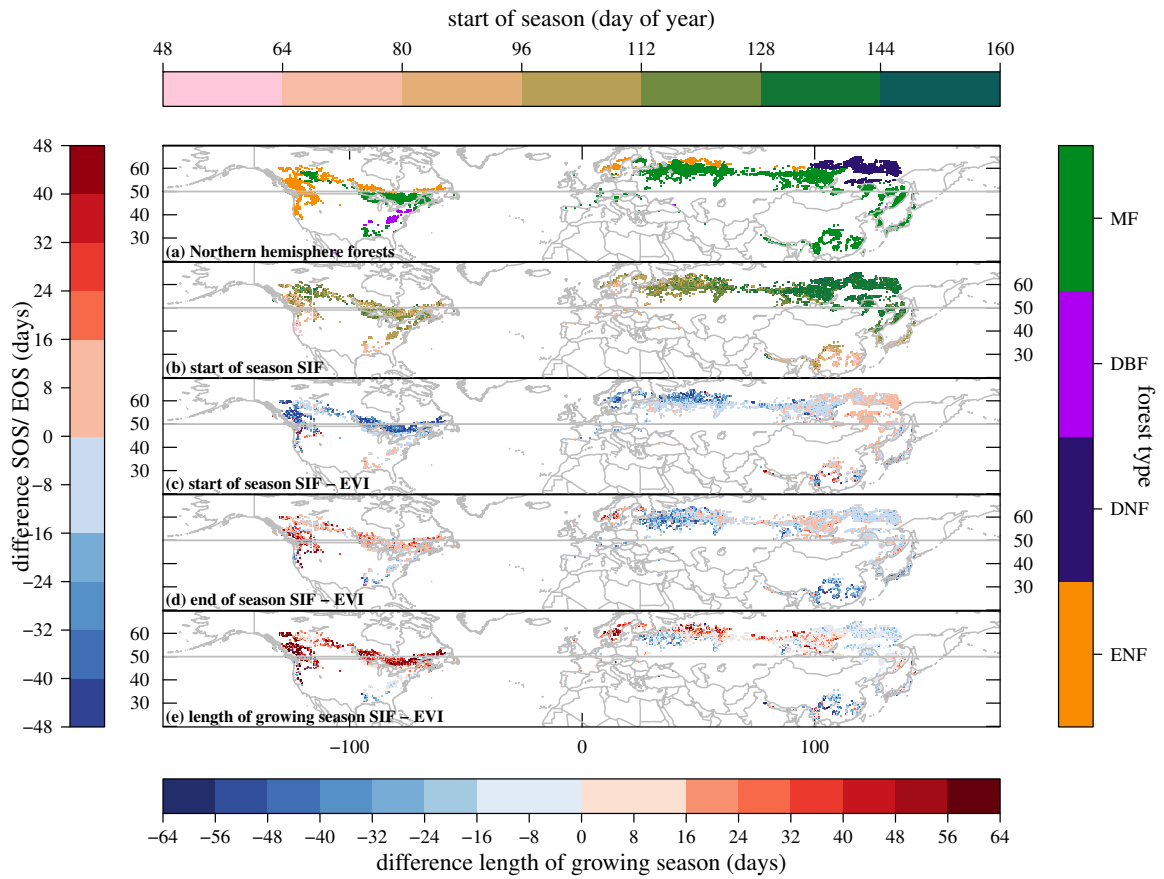 start of season (day of year)
48 64 80 96 112 128 144 160
difference SOS/ EOS (days)
48
40
32
24
16
8
0
−8
−16
−24
−32
−40
−48
60
50
40
30
(a) Northern hemisphere forests
60
50
40
30
(b) start of season SIF
60
50
40
30
(c) start of season SIF − EVI
60
50
40
30
(d) end of season SIF − EVI
60
50
40
30
(e) length of growing season SIF − EVI
−100 0 100
MF
DBF
DNF
ENF
forest type
−64 −56 −48 −40 −32 −24 −16 −8 0 8 16 24 32 40 48 56 64
difference length of growing season (days)